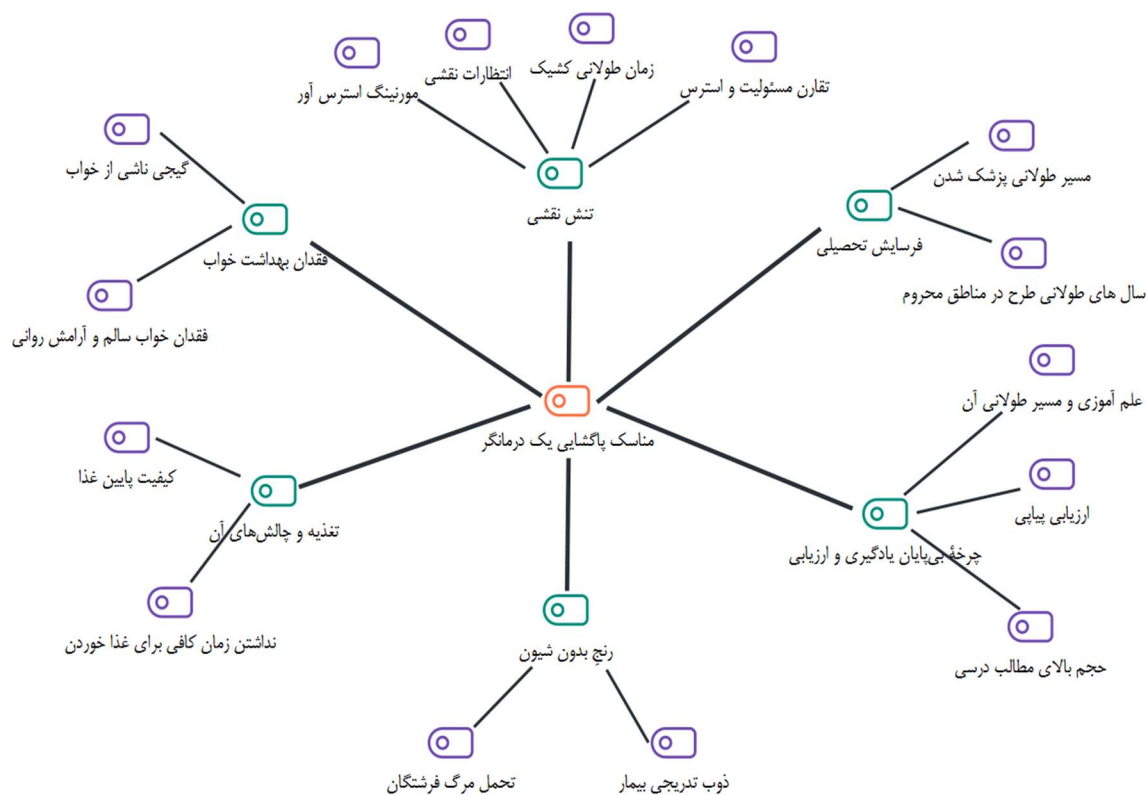 زمان طولانی کشیک
انتظارات نقشی
تقارن مسئولیت و استرس
مورنینگ استرس آور
گیجی ناشی از خواب
مسیر طولانی پزشک شدن
تنش نقشی
فرسایش تحصیلی
فقدان بهداشت خواب
سال های طولانی طرح در مناطق محروم
فقدان خواب سالم و آرامش روانی
علم آموزی و مسیر طولانی آن
مناسک پاگشایی یک درمانگر
کیفیت پایین غذا
ارزیابی پیاپی
تغذیه و چالش‌های آن
چرخهٔ بی‌پایان یادگیری و ارزیابی
نداشتن زمان کافی برای غذا خوردن
رنجِ بدون شیون
حجم بالای مطالب درسی
ذوب تدریجی بیمار
تحمل مرگ فرشتگان